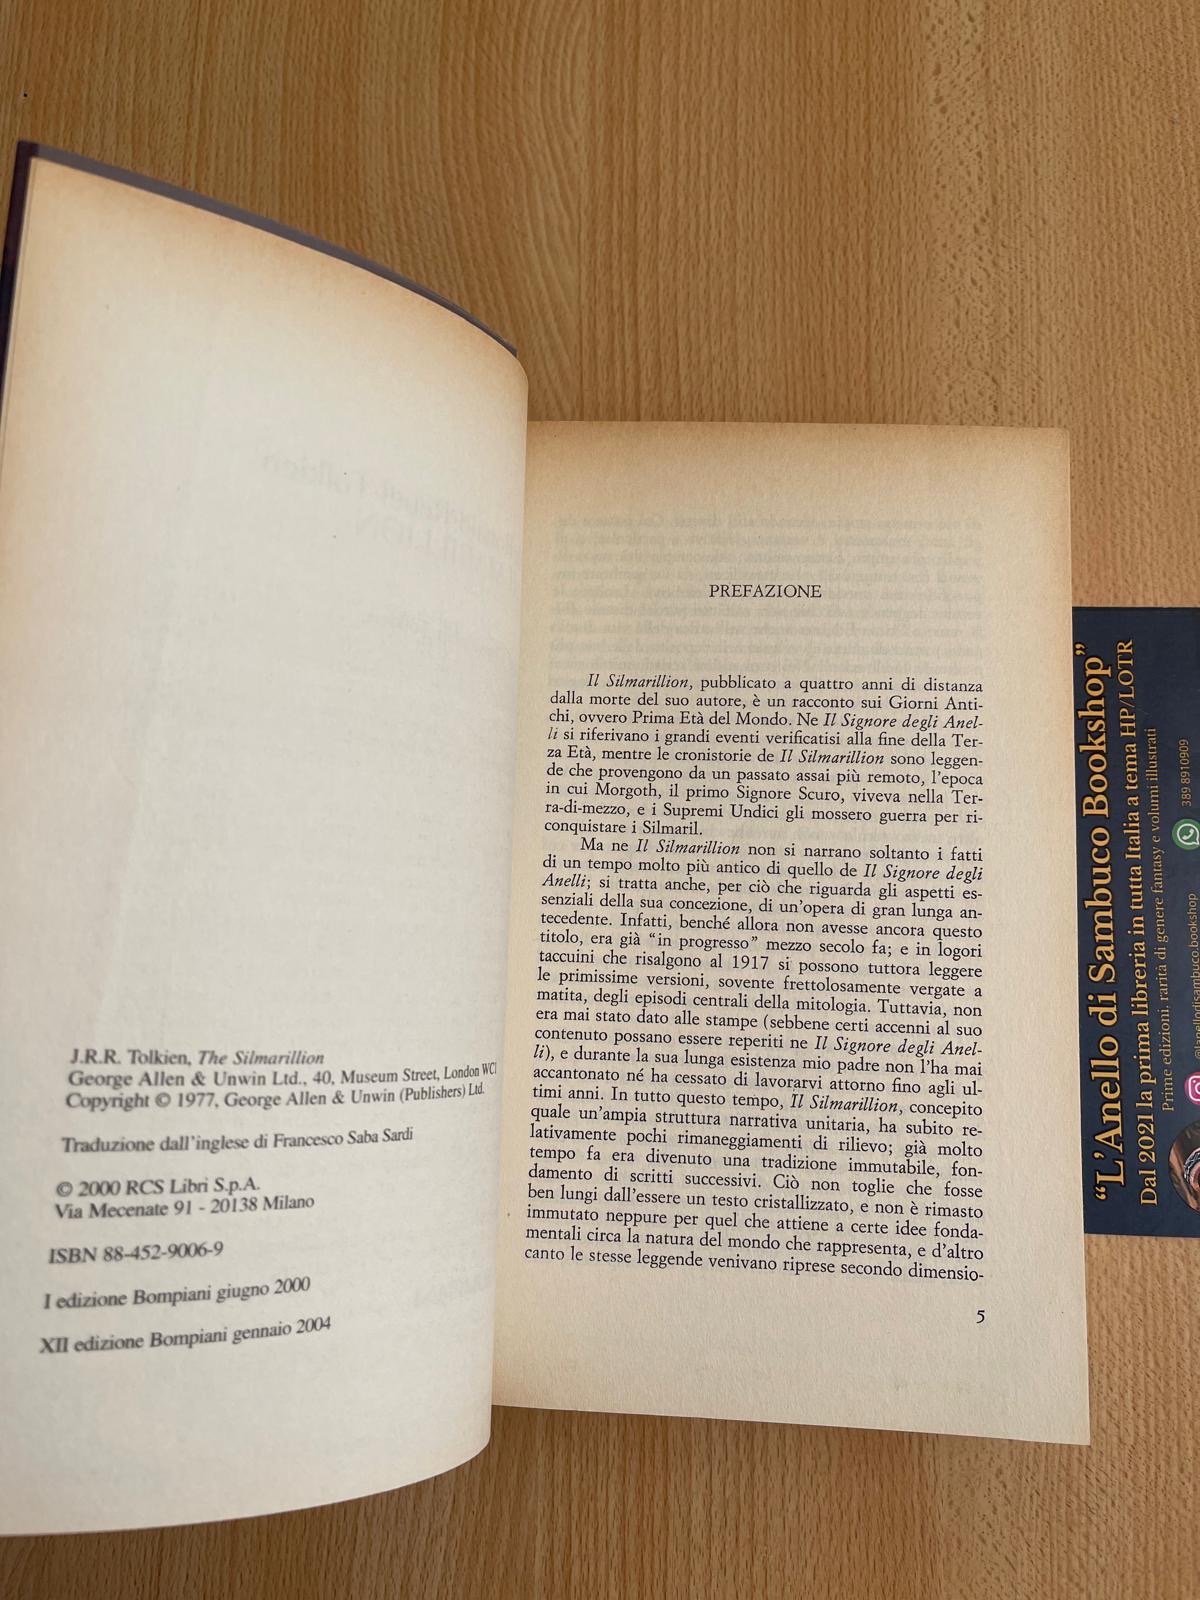 J.R.R. Tolkien, The Silmarillion
George Allen & Unwin Ltd., 40, Museum Street, London WC1
Copyright © 1977, George Allen & Unwin (Publishers) Ltd.
Traduzione dall'inglese di Francesco Saba Sardi
© 2000 RCS Libri S.p.A.
Via Mecenate 91 - 20138 Milano
ISBN 88-452-9006-9
I edizione Bompiani giugno 2000
XII edizione Bompiani gennaio 2004
PREFAZIONE
Il Silmarillion, pubblicato a quattro anni di distanza
dalla morte del suo autore, è un racconto sui Giorni Anti-
chi, ovvero Prima Età del Mondo. Ne Il Signore degli Anel-
li si riferivano i grandi eventi verificatisi alla fine della Ter-
za Età, mentre le cronistorie de Il Silmarillion sono leggen-
de che provengono da un passato assai più remoto, l'epoca
in cui Morgoth, il primo Signore Scuro, viveva nella Ter-
ra-di-mezzo, e i Supremi Undici gli mossero guerra per ri-
conquistare i Silmaril.
Ma ne Il Silmarillion non si narrano soltanto i fatti
di un tempo molto più antico di quello de Il Signore degli
Anelli; si tratta anche, per ciò che riguarda gli aspetti es-
senziali della sua concezione, di un'opera di gran lunga an-
tecedente. Infatti, benché allora non avesse ancora questo
titolo, era già "in progresso" mezzo secolo fa; e in logori
taccuini che risalgono al 1917 si possono tuttora leggere
le primissime versioni, sovente frettolosamente vergate a
matita, degli episodi centrali della mitologia. Tuttavia, non
era mai stato dato alle stampe (sebbene certi accenni al suo
contenuto possano essere reperiti ne Il Signore degli Anel-
li), e durante la sua lunga esistenza mio padre non l'ha mai
accantonato né ha cessato di lavorarvi attorno fino agli ul-
timi anni. In tutto questo tempo, Il Silmarillion, concepito
quale un'ampia struttura narrativa unitaria, ha subito re-
lativamente pochi rimaneggiamenti di rilievo; già molto
tempo fa era divenuto una tradizione immutabile, fon-
damento di scritti successivi. Ciò non toglie che fosse
ben lungi dall'essere un testo cristallizzato, e non è rimasto
immutato neppure per quel che attiene a certe idee fonda-
mentali circa la natura del mondo che rappresenta, e d'altro
canto le stesse leggende venivano riprese secondo dimensio-
5
"L'Anello di Sambuco Bookshop"
Dal 2021 la prima libreria in tutta Italia a tema HP/LOTR
Prime edizioni, rarità di genere fantasy e volumi illustrati
@lanellodisambuco.bookshop
389 8910909